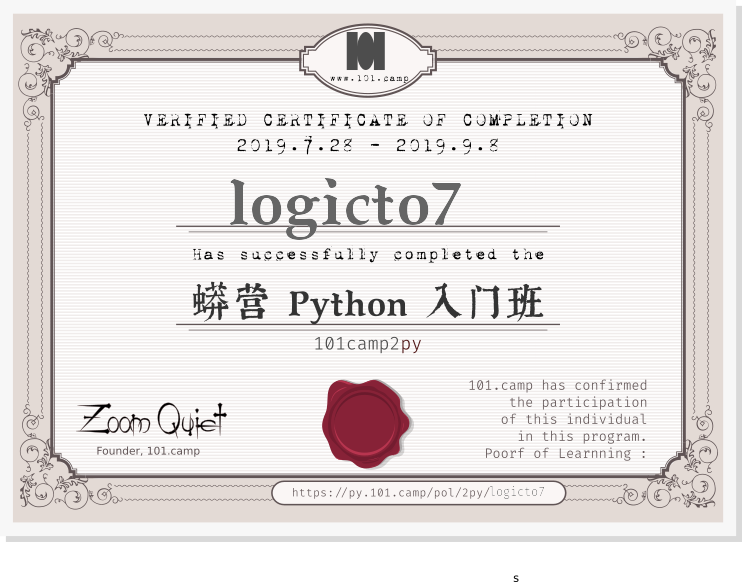 101
www.101.camp
VERIFIED CERTIFICATE OF COMPLETION
2019.7.28 - 2019.9.8
logicto7
Has successfully completed the
蟒营 Python 入门班
101camp2py
101.camp has confirmed
the participation
of this individual
in this program.
Poorf of Learnning :
Zoom Quiet
Founder, 101.camp
https://py.101.camp/pol/2py/logicto7
s